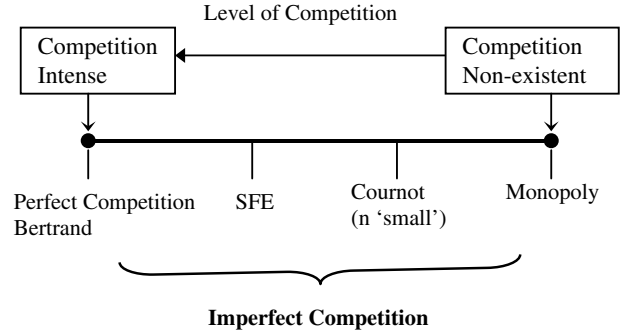 Level of Competition
Competition
Intense
Competition
Non-existent
Perfect Competition
Bertrand
SFE
Cournot
(n ‘small’)
Monopoly
Imperfect Competition